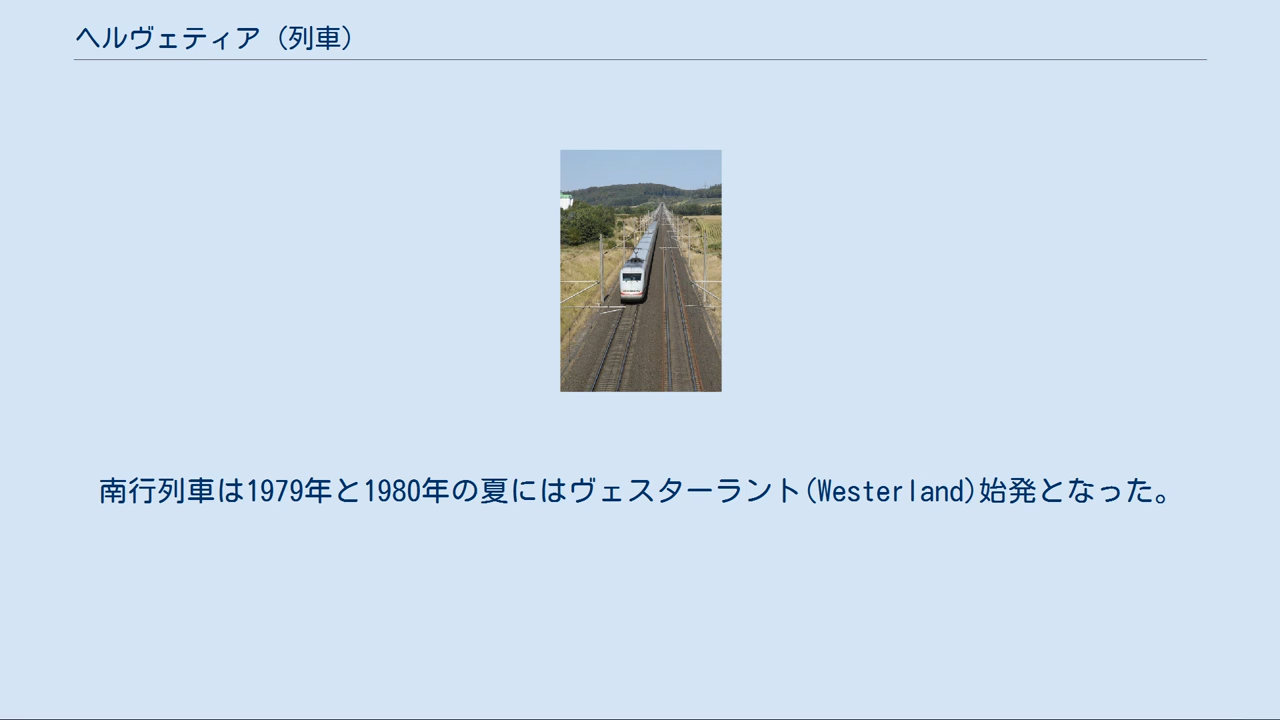 ヘルヴェティア（列車）
南行列車は1979年と1980年の夏にはヴェスターラント(Westerland)始発となった。